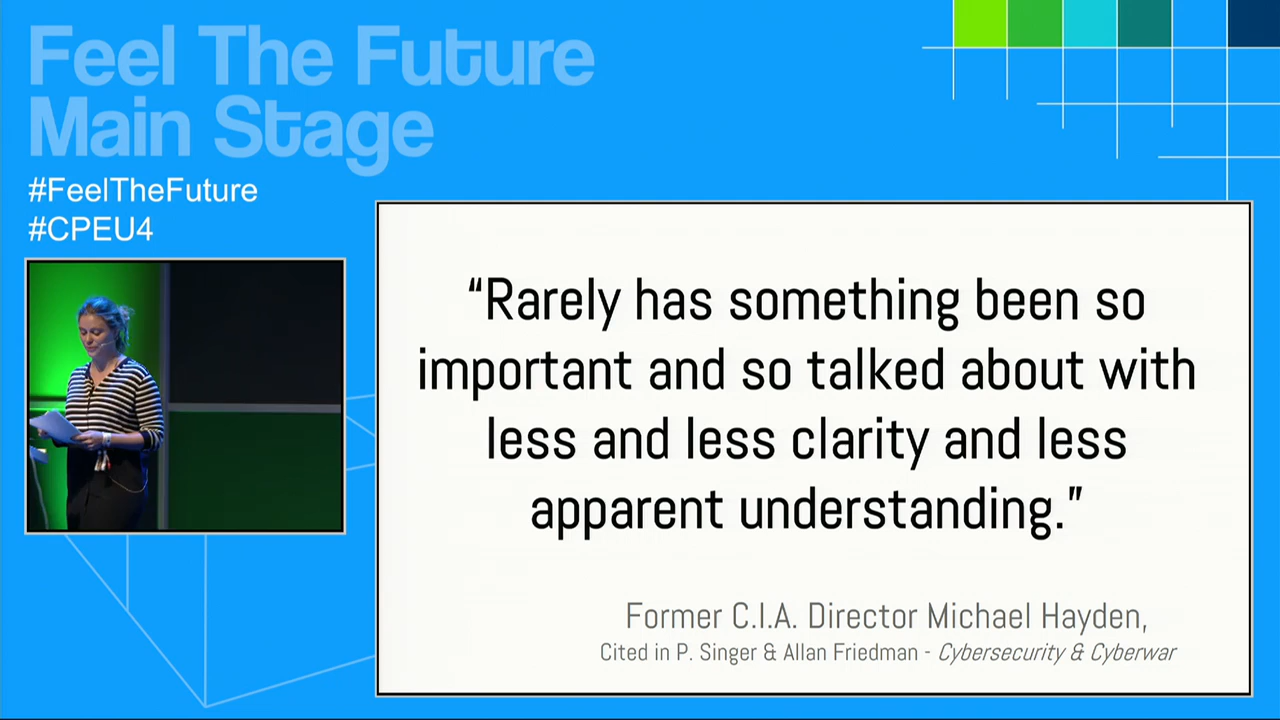 Feel The Future
Main Stage
#FeelTheFuture
#CPEU4
“Rarely has something been so
important and so talked about with
less and less clarity and less
apparent understanding.”
Former C.I.A. Director Michael Hayden,
Cited in P. Singer & Allan Friedman - Cybersecurity & Cyberwar